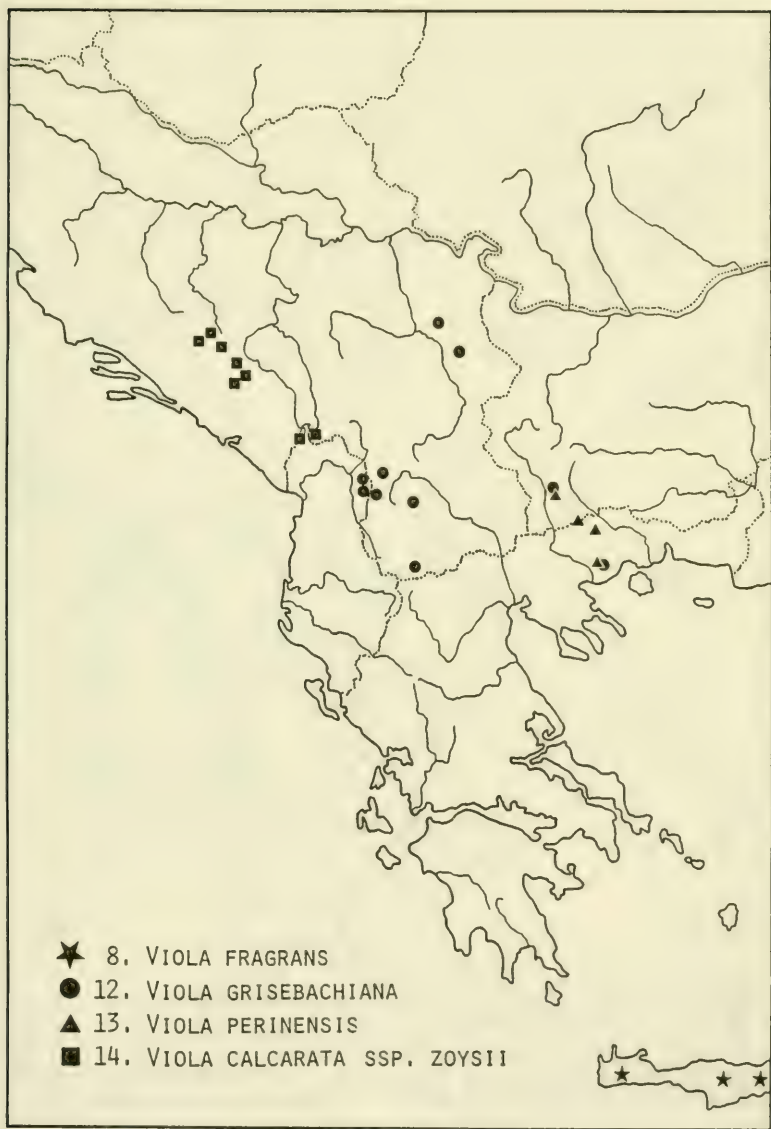 8. VIOLA FRAGRANS
12. VIOLA GRISEBACHIANA
13. VIOLA PERINENSIS
14. VIOLA CALCARATA SSP. ZOYSII